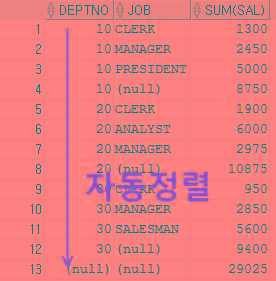 DEPTNO JOB SUM(SAL)
1 10 CLERK 1300
2 10 MANAGER 2450
3 10 PRESIDENT 5000
4 10 (null) 8750
5 20 CLERK 1900
6 20 ANALYST 6000
7 20 MANAGER 2975
8 20 (null) 10875
9 30 CLERK 950
자동정렬
10 30 MANAGER 2850
11 30 SALESMAN 5600
12 30 (null) 9400
13 (null) (null) 29025